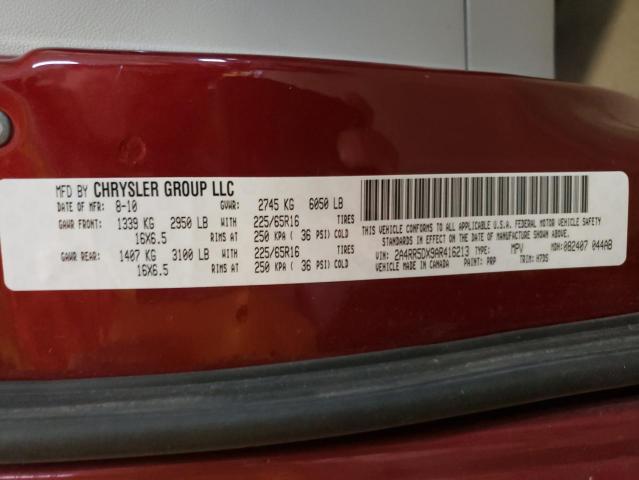 MFD BY CHRYSLER GROUP LLC
DATE OF MFR: 8-10 GVWR: 2745 KG 6050 LB
GAWR FRONT: 1339 KG 2950 LB WITH 225/65R16 TIRES
16X6.5 AT 250 KPA ( 36 PSI) COLD
GAWR REAR: 1407 KG 3100 LB WITH 225/65R16 TIRES
16X6.5 AT 250 KPA ( 36 PSI) COLD
THIS VEHICLE CONFORMS TO ALL APPLICABLE U.S.A. FEDERAL MOTOR VEHICLE SAFETY
STANDARDS IN EFFECT ON THE DATE OF MANUFACTURE SHOWN ABOVE.
VIN: 2A4RR5DX9AR416213 TYPE: MPV MDH: 082407 044AB
VEHICLE MADE IN CANADA PAINT: PRP TRIM: H7DS